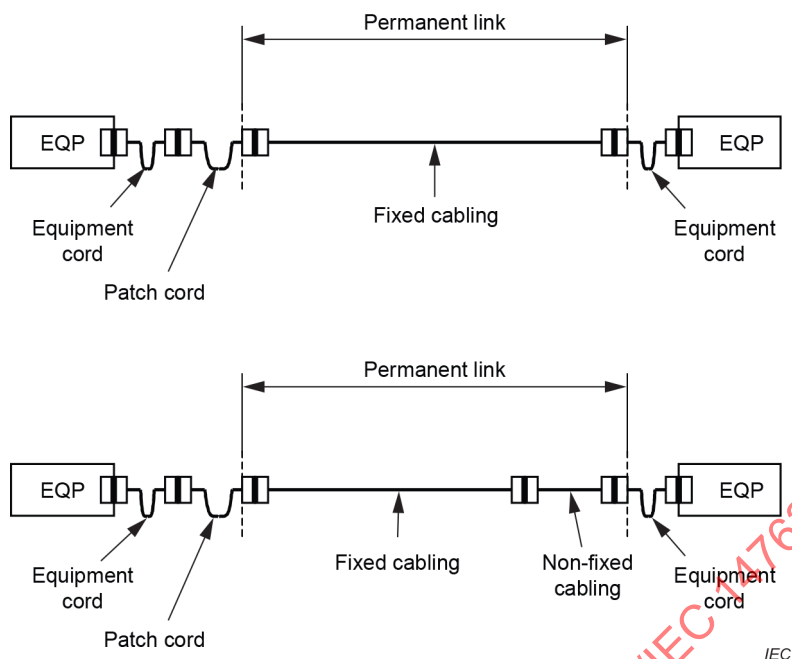 Permanent link
EQP
EQP
Fixed cabling
Equipment
cord
Equipment
cord
Patch cord
Permanent link
EQP
EQP
Fixed cabling
Non-fixed
cabling
Equipment
cord
Equipment
cord
Patch cord
IEC